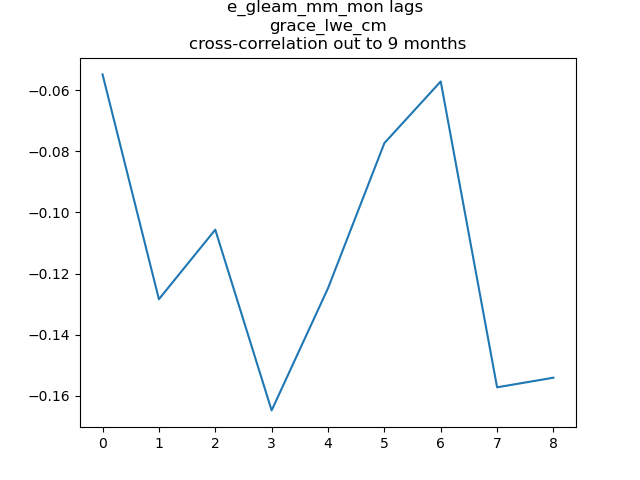 e_gleam_mm_mon lags
grace_lwe_cm
cross-correlation out to 9 months
−0.06
−0.08
−0.10
−0.12
−0.14
−0.16
0 1 2 3 4 5 6 7 8